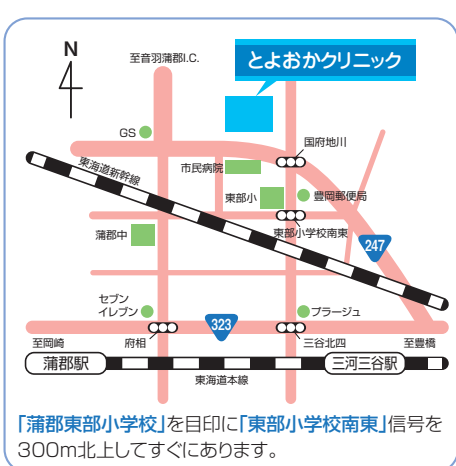 N
至音羽蒲郡I.C.
とよおかクリニック
GS
国府地川
市民病院
東海道新幹線
東部小
豊岡郵便局
蒲郡中
東部小学校南東
247
セブン
イレブン
プラージュ
323
至岡崎
府相
三谷北四
至豊橋
蒲郡駅
三河三谷駅
東海道本線
「蒲郡東部小学校」を目印に「東部小学校南東」信号を
300m北上してすぐにあります。